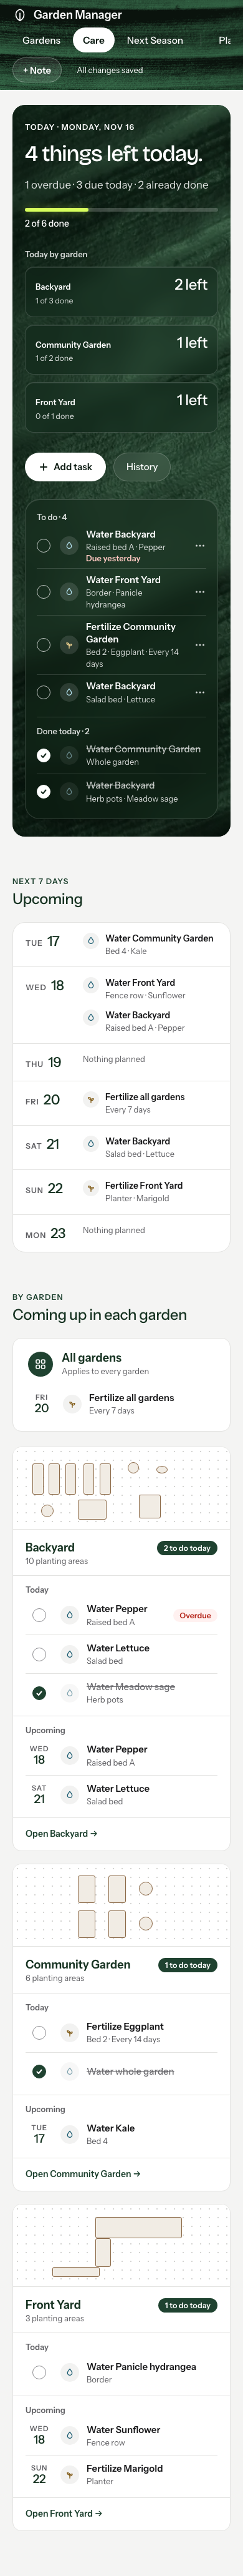 Garden Manager
Gardens Care Next Season Pla
+ Note All changes saved
TODAY · MONDAY, NOV 16
4 things left today.
1 overdue · 3 due today · 2 already done
2 of 6 done
Today by garden
Backyard 2 left
1 of 3 done
Community Garden 1 left
1 of 2 done
Front Yard 1 left
0 of 1 done
+ Add task History
To do · 4
Water Backyard
Raised bed A · Pepper
Due yesterday
Water Front Yard
Border · Panicle
hydrangea
Fertilize Community
Garden
Bed 2 · Eggplant · Every 14
days
Water Backyard
Salad bed · Lettuce
Done today · 2
Water Community Garden
Whole garden
Water Backyard
Herb pots · Meadow sage
NEXT 7 DAYS
Upcoming
TUE 17 Water Community Garden
Bed 4 · Kale
WED 18 Water Front Yard
Fence row · Sunflower
Water Backyard
Raised bed A · Pepper
THU 19 Nothing planned
FRI 20 Fertilize all gardens
Every 7 days
SAT 21 Water Backyard
Salad bed · Lettuce
SUN 22 Fertilize Front Yard
Planter · Marigold
MON 23 Nothing planned
BY GARDEN
Coming up in each garden
All gardens
Applies to every garden
FRI 20 Fertilize all gardens
Every 7 days
Backyard 2 to do today
10 planting areas
Today
Water Pepper Overdue
Raised bed A
Water Lettuce
Salad bed
Water Meadow sage
Herb pots
Upcoming
WED 18 Water Pepper
Raised bed A
SAT 21 Water Lettuce
Salad bed
Open Backyard →
Community Garden 1 to do today
6 planting areas
Today
Fertilize Eggplant
Bed 2 · Every 14 days
Water whole garden
Upcoming
TUE 17 Water Kale
Bed 4
Open Community Garden →
Front Yard 1 to do today
3 planting areas
Today
Water Panicle hydrangea
Border
Upcoming
WED 18 Water Sunflower
Fence row
SUN 22 Fertilize Marigold
Planter
Open Front Yard →